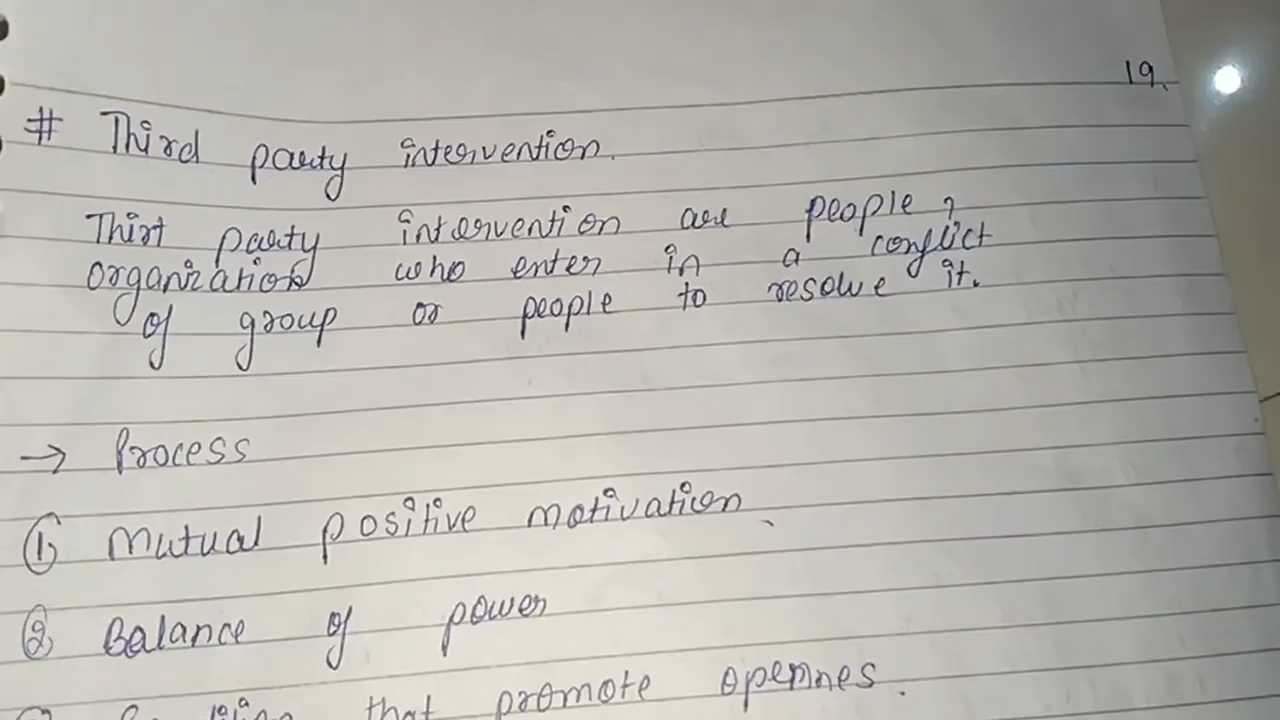 19.
# Third party intervention.
Thirt party intervention are people,
organization who enter in a conflict
of group or people to resolve it.
→ Process
① Mutual positive motivation.
② Balance of power
that promote opennes.